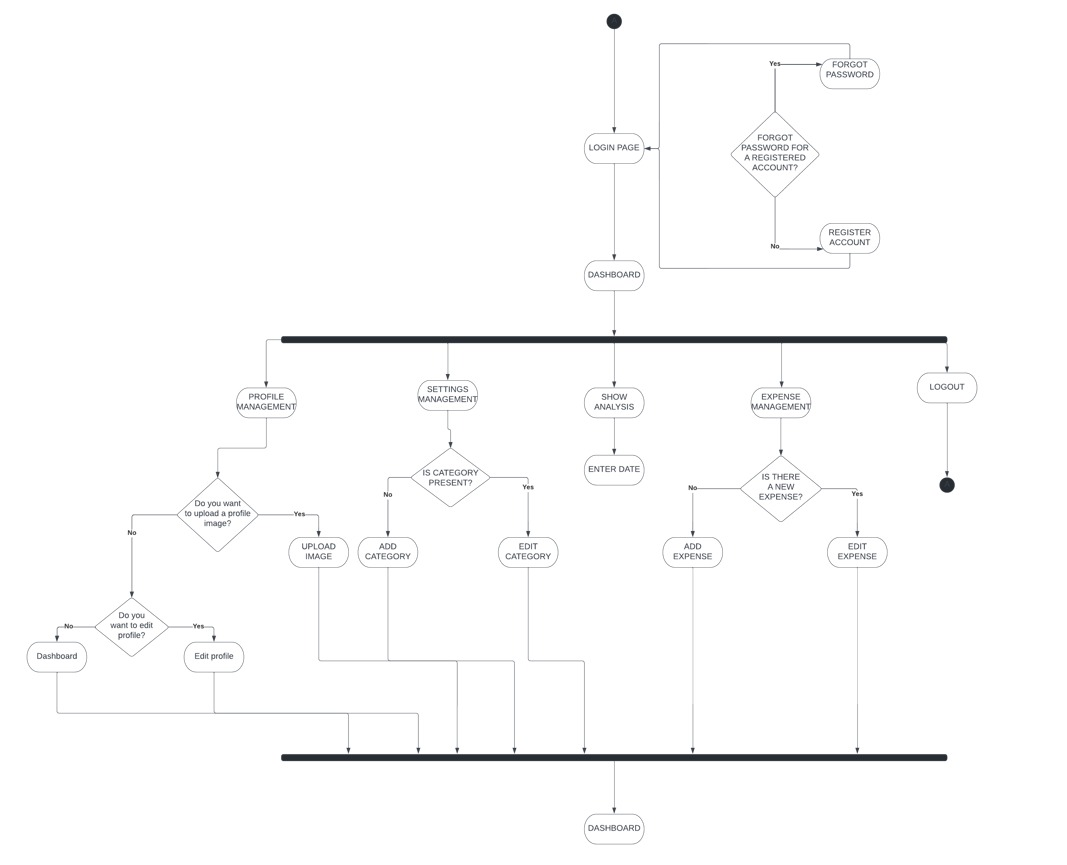 Yes
FORGOT
PASSWORD
FORGOT
PASSWORD FOR
A REGISTERED
ACCOUNT?
LOGIN PAGE
No
REGISTER
ACCOUNT
DASHBOARD
PROFILE
MANAGEMENT
SETTINGS
MANAGEMENT
SHOW
ANALYSIS
EXPENSE
MANAGEMENT
LOGOUT
Do you want
to upload a profile
image?
Yes
No
IS CATEGORY
PRESENT?
No
Yes
ENTER DATE
IS THERE
A NEW
EXPENSE?
No
Yes
UPLOAD
IMAGE
ADD
CATEGORY
EDIT
CATEGORY
ADD
EXPENSE
EDIT
EXPENSE
Do you
want to edit
profile?
No
Yes
Dashboard
Edit profile
DASHBOARD